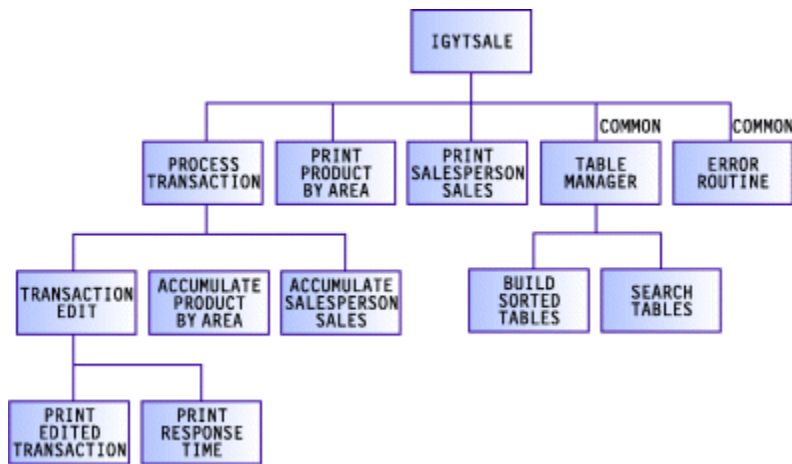 IGYTSALE
COMMON
COMMON
PROCESS
TRANSACTION
PRINT
PRODUCT
BY AREA
PRINT
SALESPERSON
SALES
TABLE
MANAGER
ERROR
ROUTINE
TRANSACTION
EDIT
ACCUMULATE
PRODUCT
BY AREA
ACCUMULATE
SALESPERSON
SALES
BUILD
SORTED
TABLES
SEARCH
TABLES
PRINT
EDITED
TRANSACTION
PRINT
RESPONSE
TIME